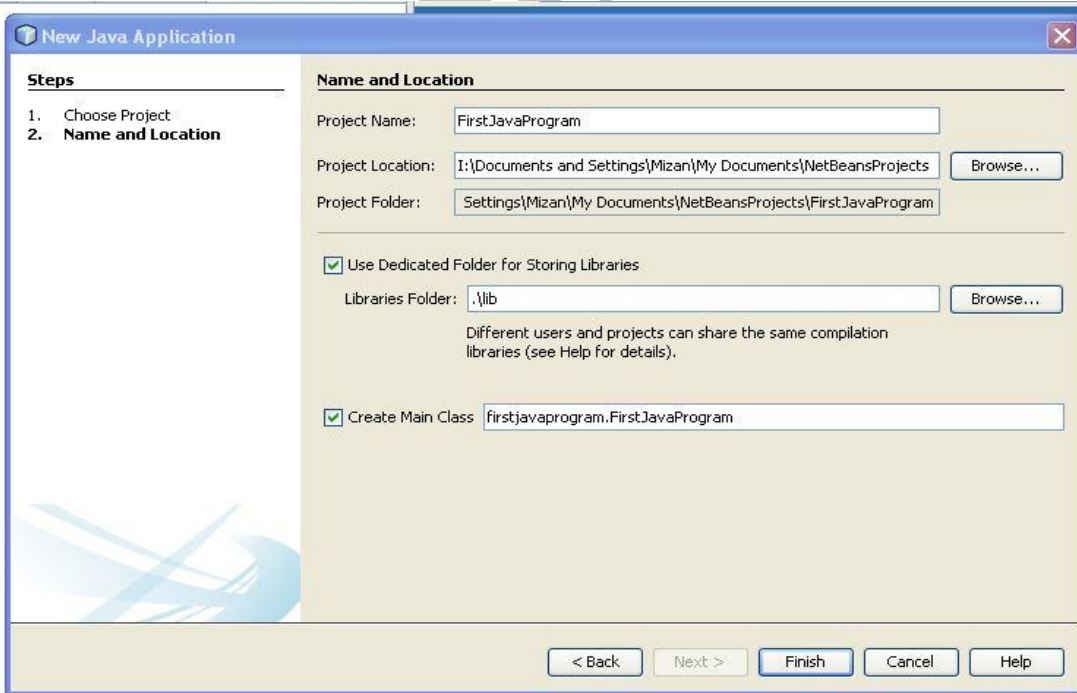 New Java Application
Steps
1. Choose Project
2. Name and Location
Name and Location
Project Name: FirstJavaProgram
Project Location: I:\Documents and Settings\Mizan\My Documents\NetBeansProjects Browse...
Project Folder: Settings\Mizan\My Documents\NetBeansProjects\FirstJavaProgram
Use Dedicated Folder for Storing Libraries
Libraries Folder: .\lib Browse...
Different users and projects can share the same compilation
libraries (see Help for details).
Create Main Class firstjavaprogram.FirstJavaProgram
< Back Next > Finish Cancel Help